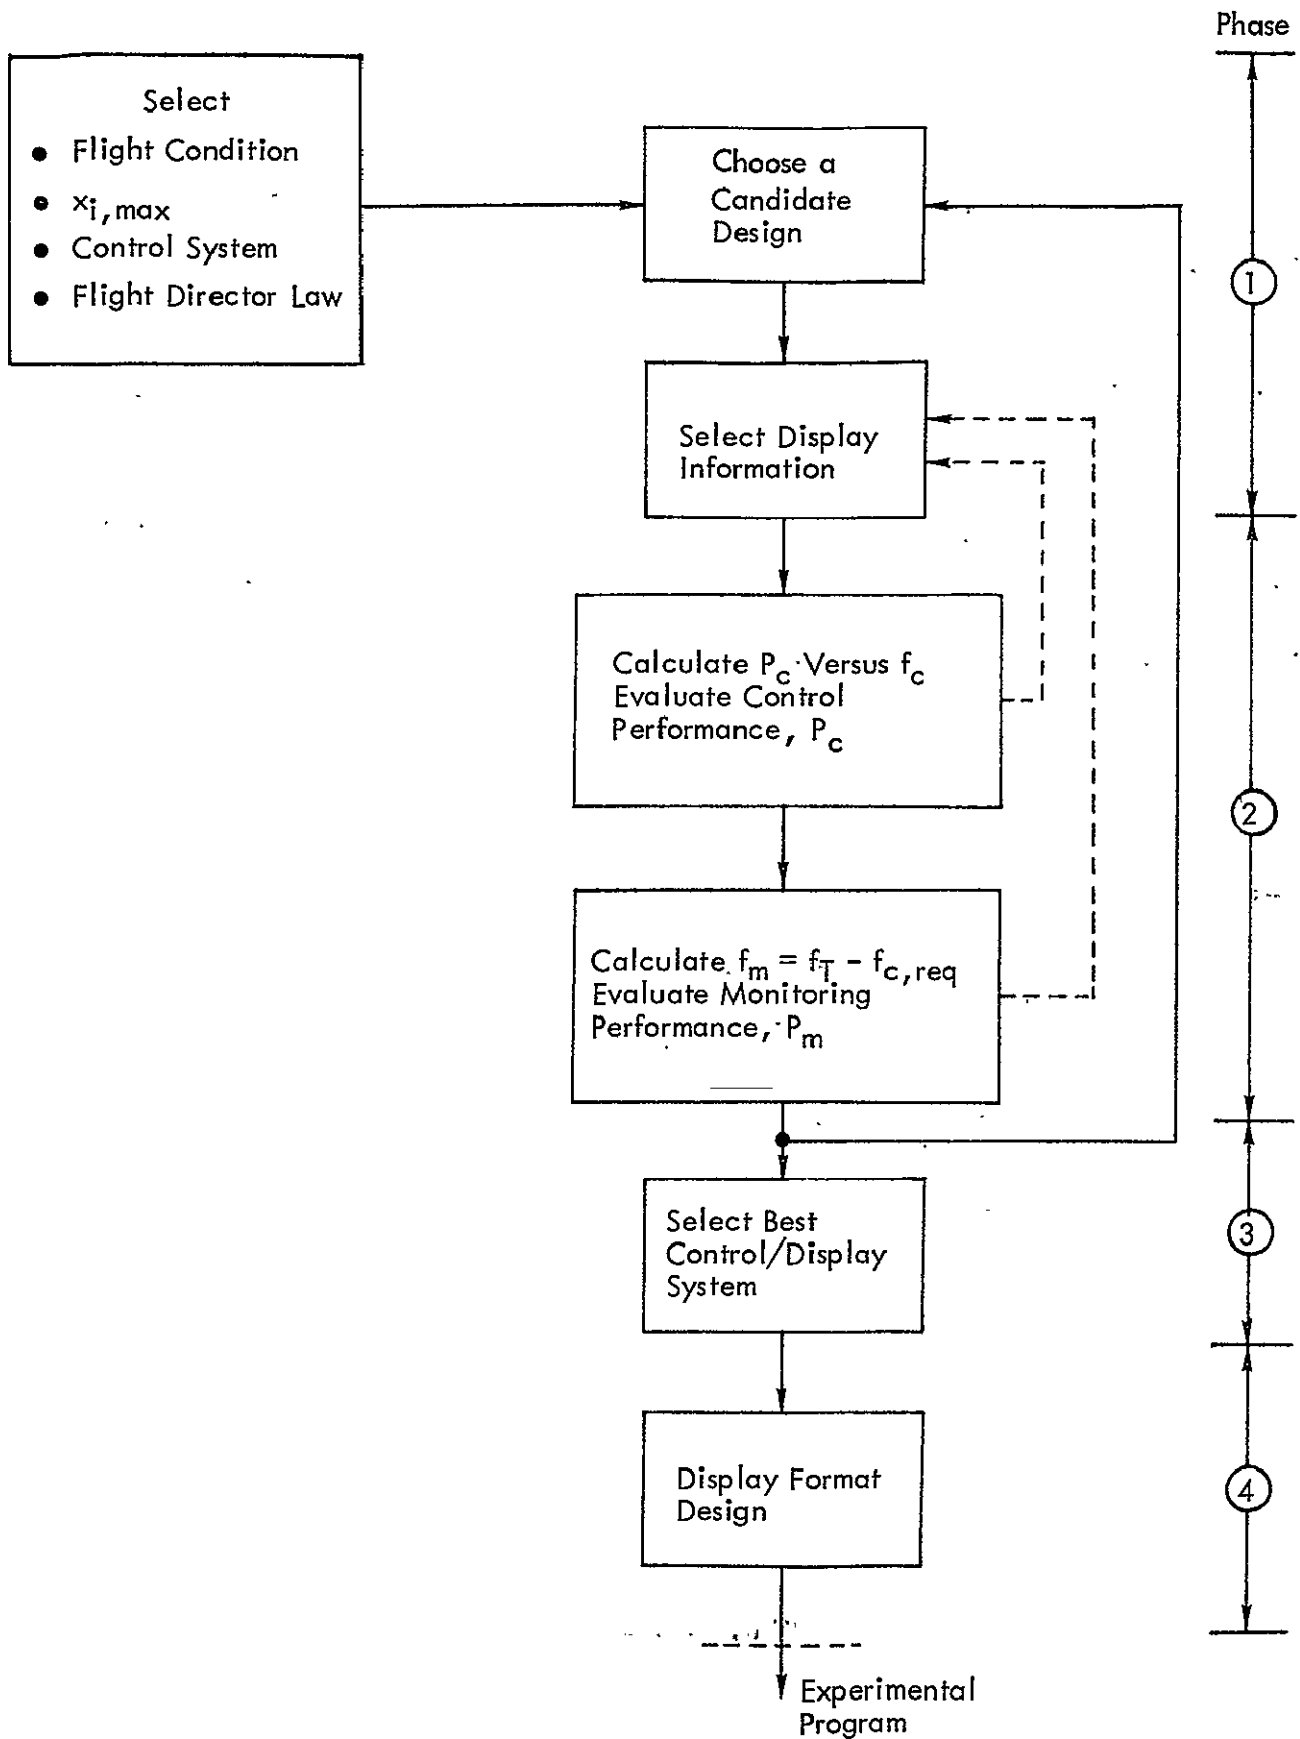 Phase
Select
● Flight Condition
● xi,max
● Control System
● Flight Director Law
Choose a
Candidate
Design
1
Select Display
Information
Calculate Pc Versus fc
Evaluate Control
Performance, Pc
2
Calculate fm = fT - fc,req
Evaluate Monitoring
Performance, Pm
Select Best
Control/Display
System
3
Display Format
Design
4
Experimental
Program